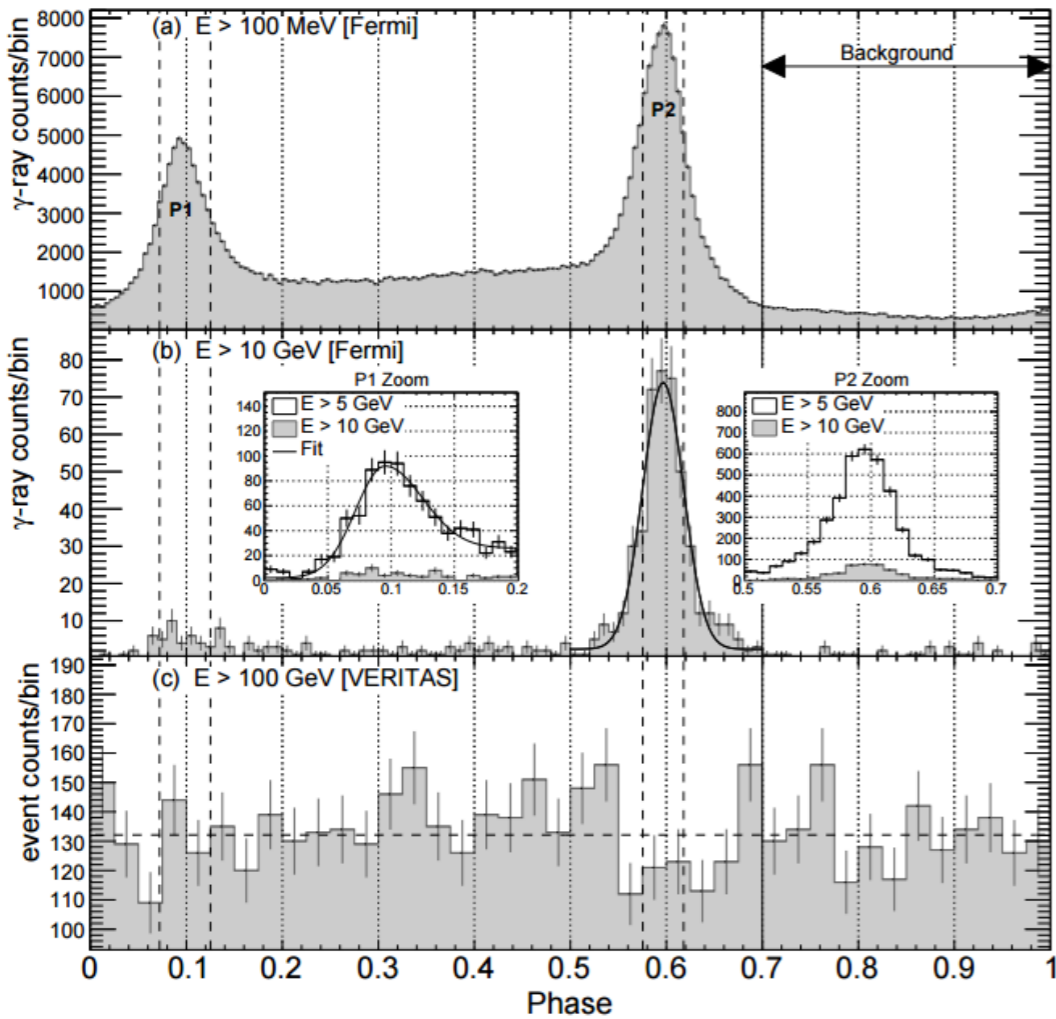 (a) E > 100 MeV [Fermi]
Background
P1
P2
γ-ray counts/bin
8000
7000
6000
5000
4000
3000
2000
1000
(b) E > 10 GeV [Fermi]
γ-ray counts/bin
80
70
60
50
40
30
20
10
P1 Zoom
E > 5 GeV
E > 10 GeV
Fit
140
120
100
80
60
40
20
0
0 0.05 0.1 0.15 0.2
P2 Zoom
E > 5 GeV
E > 10 GeV
800
700
600
500
400
300
200
100
0
0.5 0.55 0.6 0.65 0.7
(c) E > 100 GeV [VERITAS]
event counts/bin
190
180
170
160
150
140
130
120
110
100
0 0.1 0.2 0.3 0.4 0.5 0.6 0.7 0.8 0.9 1
Phase